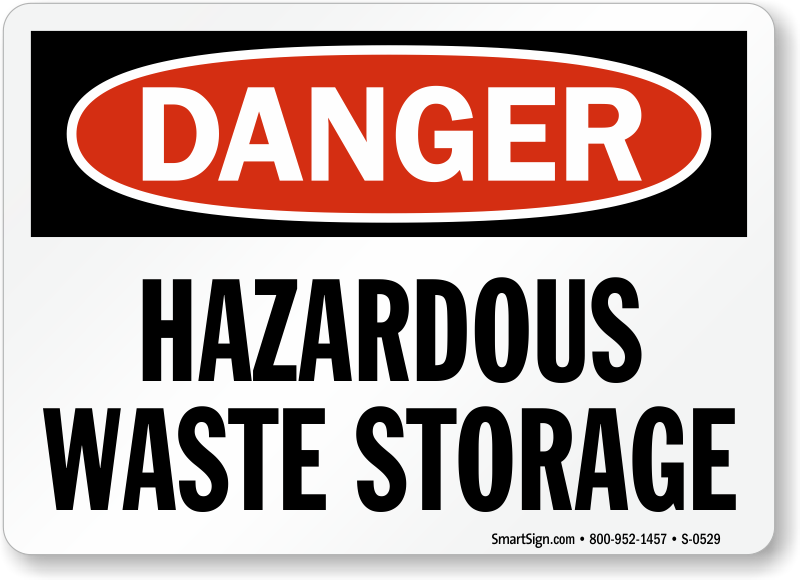 DANGER
HAZARDOUS
WASTE STORAGE
SmartSign.com • 800-952-1457 • S-0529